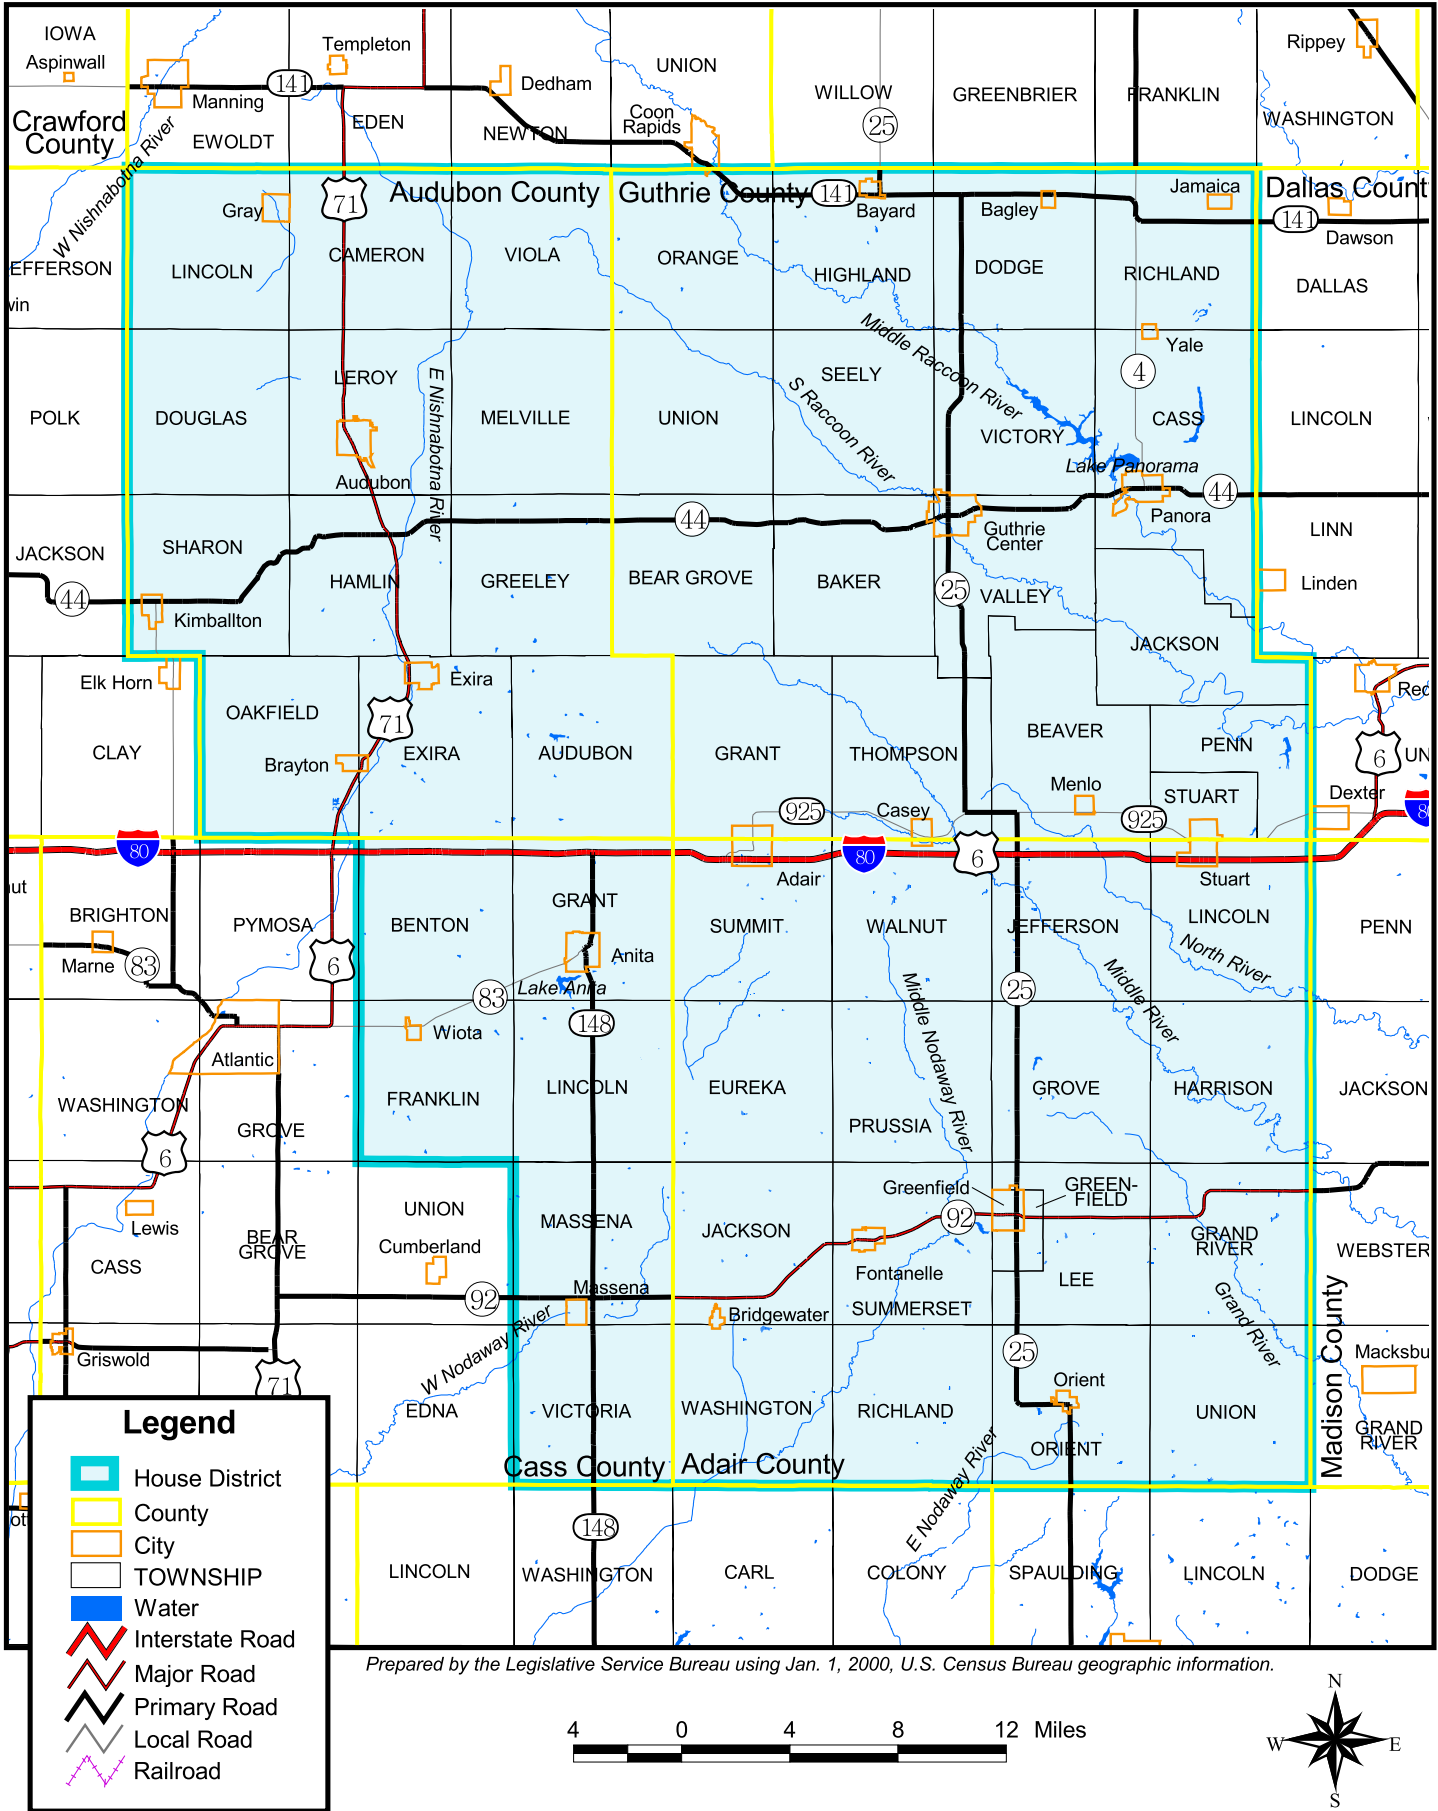 IOWA
Aspinwall
Templeton
141
Manning
Dedham
UNION
Coon
Rapids
WILLOW
25
GREENBRIER
FRANKLIN
Rippey
WASHINGTON
Crawford
County
EWOLDT
EDEN
NEWTON
W Nishnabotna River
Gray
71
Audubon County
Guthrie County
141
Bayard
Bagley
Jamaica
Dallas Count
141
Dawson
EFFERSON
LINCOLN
CAMERON
VIOLA
ORANGE
HIGHLAND
DODGE
RICHLAND
DALLAS
win
Middle Raccoon River
Yale
4
POLK
DOUGLAS
LEROY
E Nishnabotna River
MELVILLE
UNION
SEELY
S Raccoon River
VICTORY
CASS
LINCOLN
Audubon
Lake Panorama
44
44
Panora
Guthrie
Center
LINN
JACKSON
SHARON
HAMLIN
GREELEY
BEAR GROVE
BAKER
25
VALLEY
Linden
44
Kimballton
JACKSON
Elk Horn
Exira
Red
OAKFIELD
71
CLAY
Brayton
EXIRA
AUDUBON
GRANT
THOMPSON
BEAVER
PENN
6
UN
Menlo
STUART
Dexter
925
Casey
925
80
80
80
6
Adair
Stuart
ut
BRIGHTON
PYMOSA
BENTON
GRANT
SUMMIT
WALNUT
JEFFERSON
LINCOLN
PENN
Marne
83
6
Anita
North River
Lake Anita
83
25
Middle River
Middle Nodaway River
148
Wiota
Atlantic
WASHINGTON
GROVE
FRANKLIN
LINCOLN
EUREKA
PRUSSIA
GROVE
HARRISON
JACKSON
6
Greenfield
GREEN-
FIELD
Lewis
UNION
MASSENA
JACKSON
92
BEAR
GROVE
Cumberland
GRAND
RIVER
WEBSTER
CASS
Fontanelle
LEE
92
Massena
Bridgewater
SUMMERSET
Grand River
Madison County
W Nodaway River
Griswold
71
25
Macksbu
Orient
EDNA
VICTORIA
WASHINGTON
RICHLAND
UNION
GRAND
RIVER
ORIENT
Cass County
Adair County
E Nodaway River
ot
148
LINCOLN
WASHINGTON
CARL
COLONY
SPAULDING
LINCOLN
DODGE
Legend
House District
County
City
TOWNSHIP
Water
Interstate Road
Major Road
Primary Road
Local Road
Railroad
Prepared by the Legislative Service Bureau using Jan. 1, 2000, U.S. Census Bureau geographic information.
4 0 4 8 12 Miles
N
W E
S